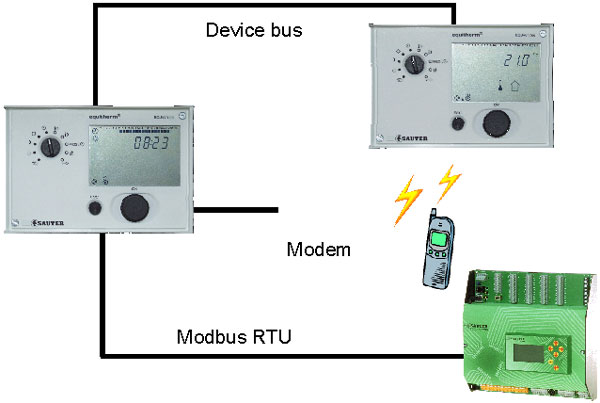 Device bus
equitherm®
21.0
SAUTER
equitherm®
08:23
SAUTER
Modem
Modbus RTU